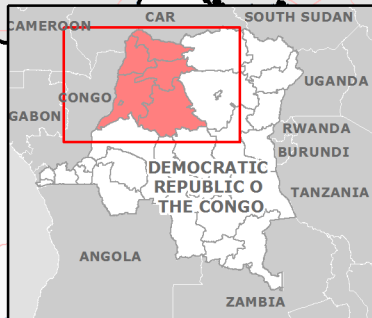 CAMEROON
CAR
SOUTH SUDAN
UGANDA
CONGO
GABON
RWANDA
BURUNDI
DEMOCRATIC
REPUBLIC O
THE CONGO
TANZANIA
ANGOLA
ZAMBIA